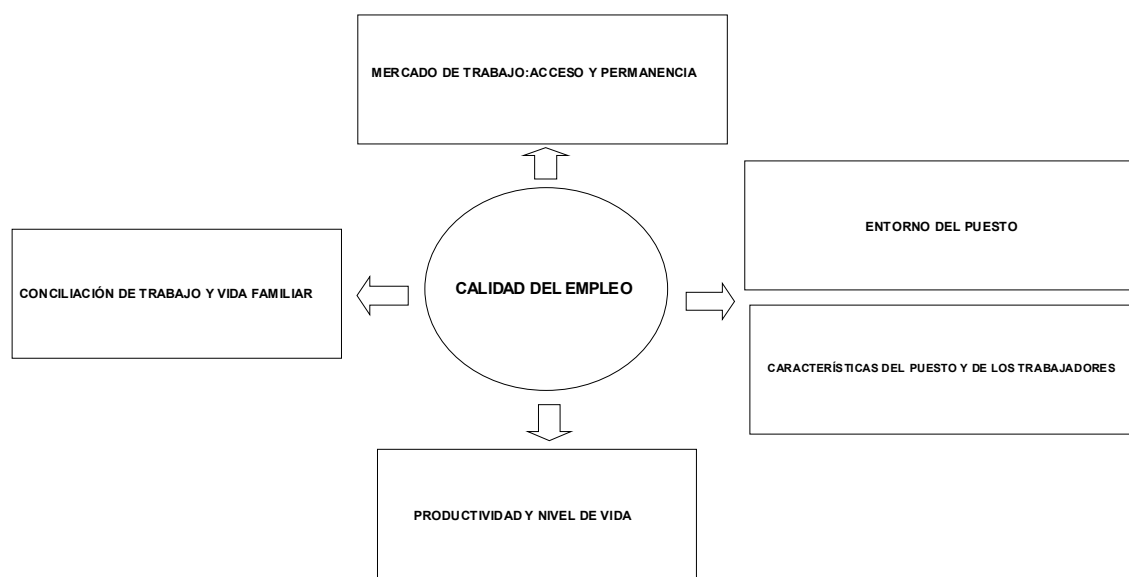 MERCADO DE TRABAJO:ACCESO Y PERMANENCIA
ENTORNO DEL PUESTO
CONCILIACIÓN DE TRABAJO Y VIDA FAMILIAR
CALIDAD DEL EMPLEO
CARACTERÍSTICAS DEL PUESTO Y DE LOS TRABAJADORES
PRODUCTIVIDAD Y NIVEL DE VIDA